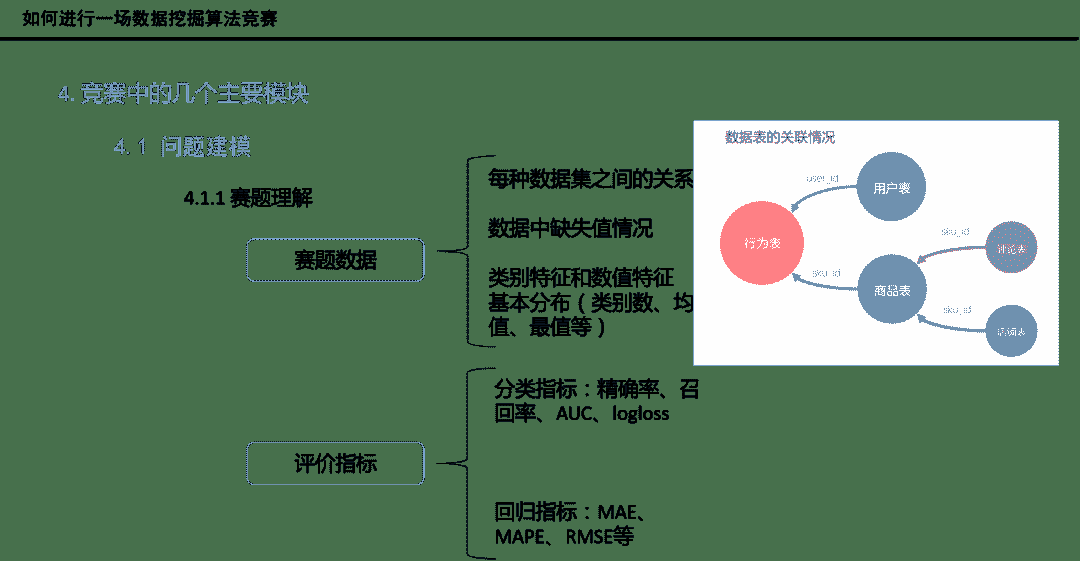 如何进行一场数据挖掘算法竞赛
4. 竞赛中的几个主要模块
4. 1 问题建模
4.1.1 赛题理解
赛题数据
每种数据集之间的关系
数据中缺失值情况
类别特征和数值特征
基本分布（类别数、均
值、最值等）
数据表的关联情况
user_id
用户表
行为表
sku_id
商品表
sku_id
评论表
sku_id
评价指标
分类指标：精确率、召
回率、AUC、logloss
回归指标：MAE、
MAPE、RMSE等